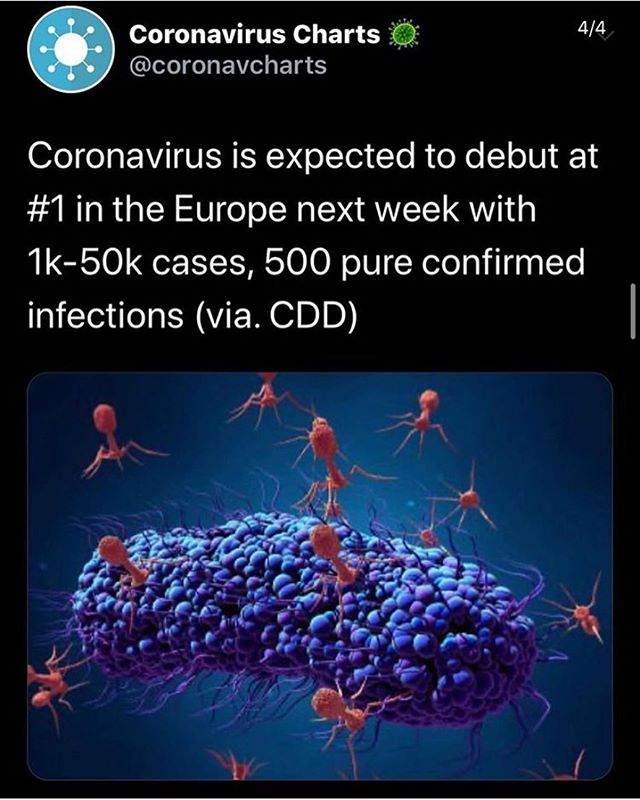 Coronavirus Charts 🦠
@coronavcharts
4/4
Coronavirus is expected to debut at
#1 in the Europe next week with
1k-50k cases, 500 pure confirmed
infections (via. CDD)